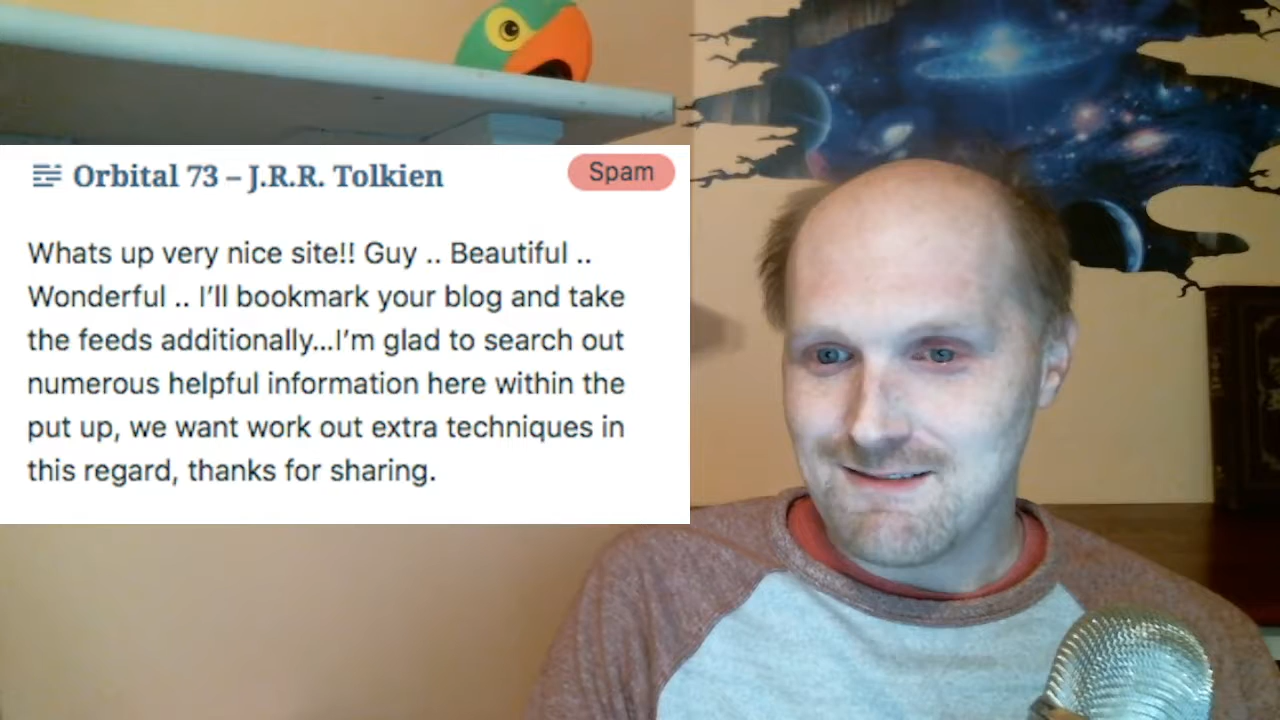 Orbital 73 – J.R.R. Tolkien
Spam
Whats up very nice site!! Guy .. Beautiful ..
Wonderful .. I’ll bookmark your blog and take
the feeds additionally…I’m glad to search out
numerous helpful information here within the
put up, we want work out extra techniques in
this regard, thanks for sharing.